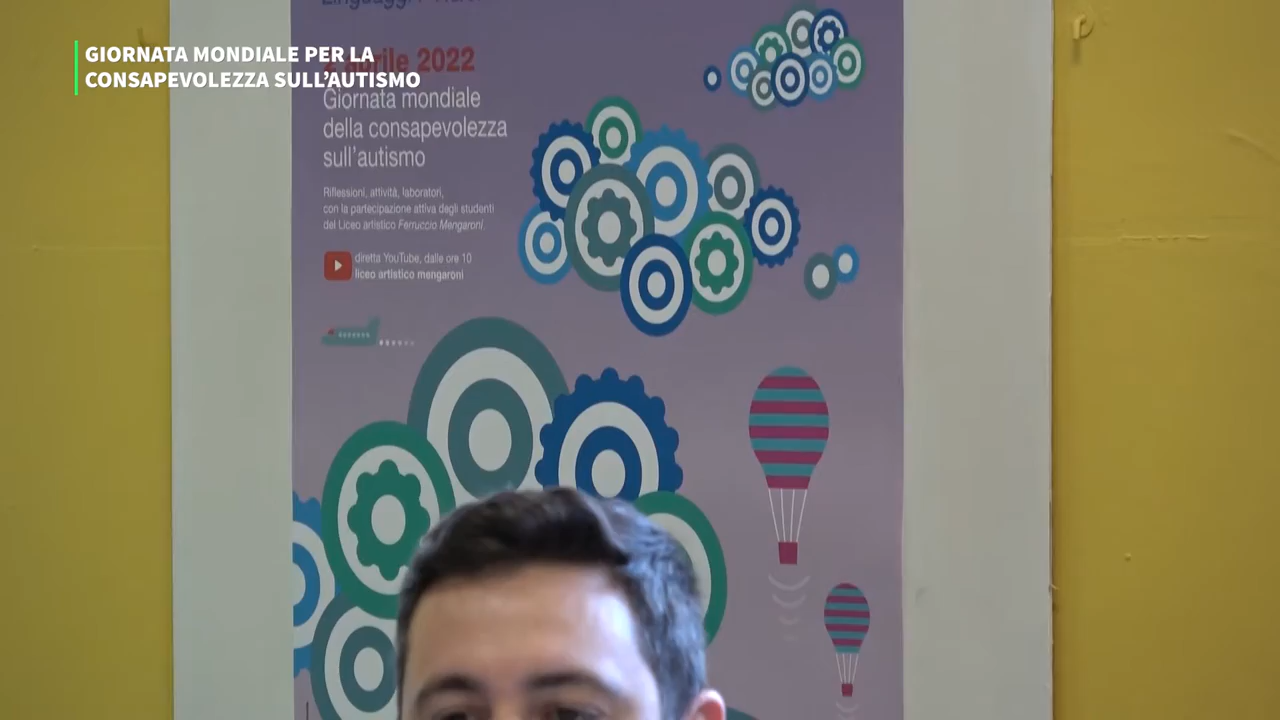 GIORNATA MONDIALE PER LA
CONSAPEVOLEZZA SULL'AUTISMO
aprile 2022
Giornata mondiale
della consapevolezza
sull'autismo
Riflessioni, attività, laboratori,
con la partecipazione attiva degli studenti
del Liceo artistico Ferruccio Mengaroni.
diretta YouTube, dalle ore 10
liceo artistico mengaroni